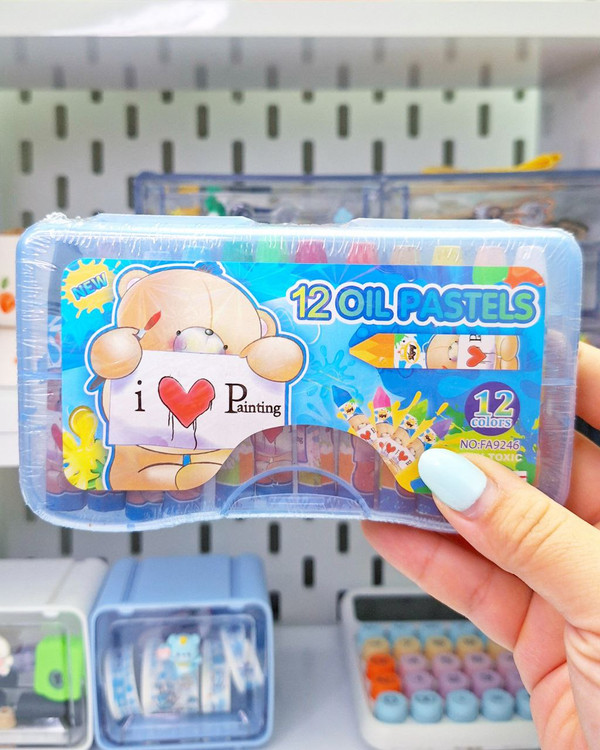 NEW
12 OIL PASTELS
i
Painting
12
colors
NO:FA9246
TOXIC